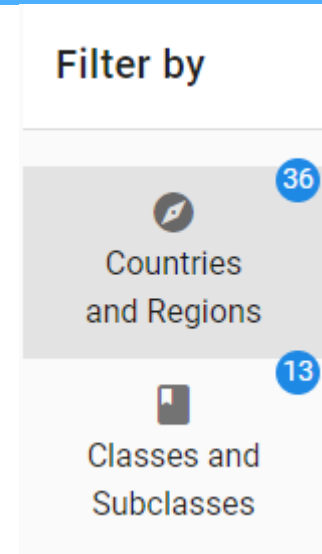 Filter by
36
Countries
and Regions
13
Classes and
Subclasses